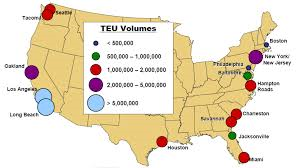 Seattle
Tacoma
TEU Volumes
< 500,000
500,000 – 1,000,000
1,000,000 – 2,000,000
2,000,000 – 5,000,000
> 5,000,000
Boston
New York/
New Jersey
Philadelphia
Baltimore
Hampton
Roads
Oakland
Los Angeles
Long Beach
Charleston
Savannah
Jacksonville
Houston
Miami